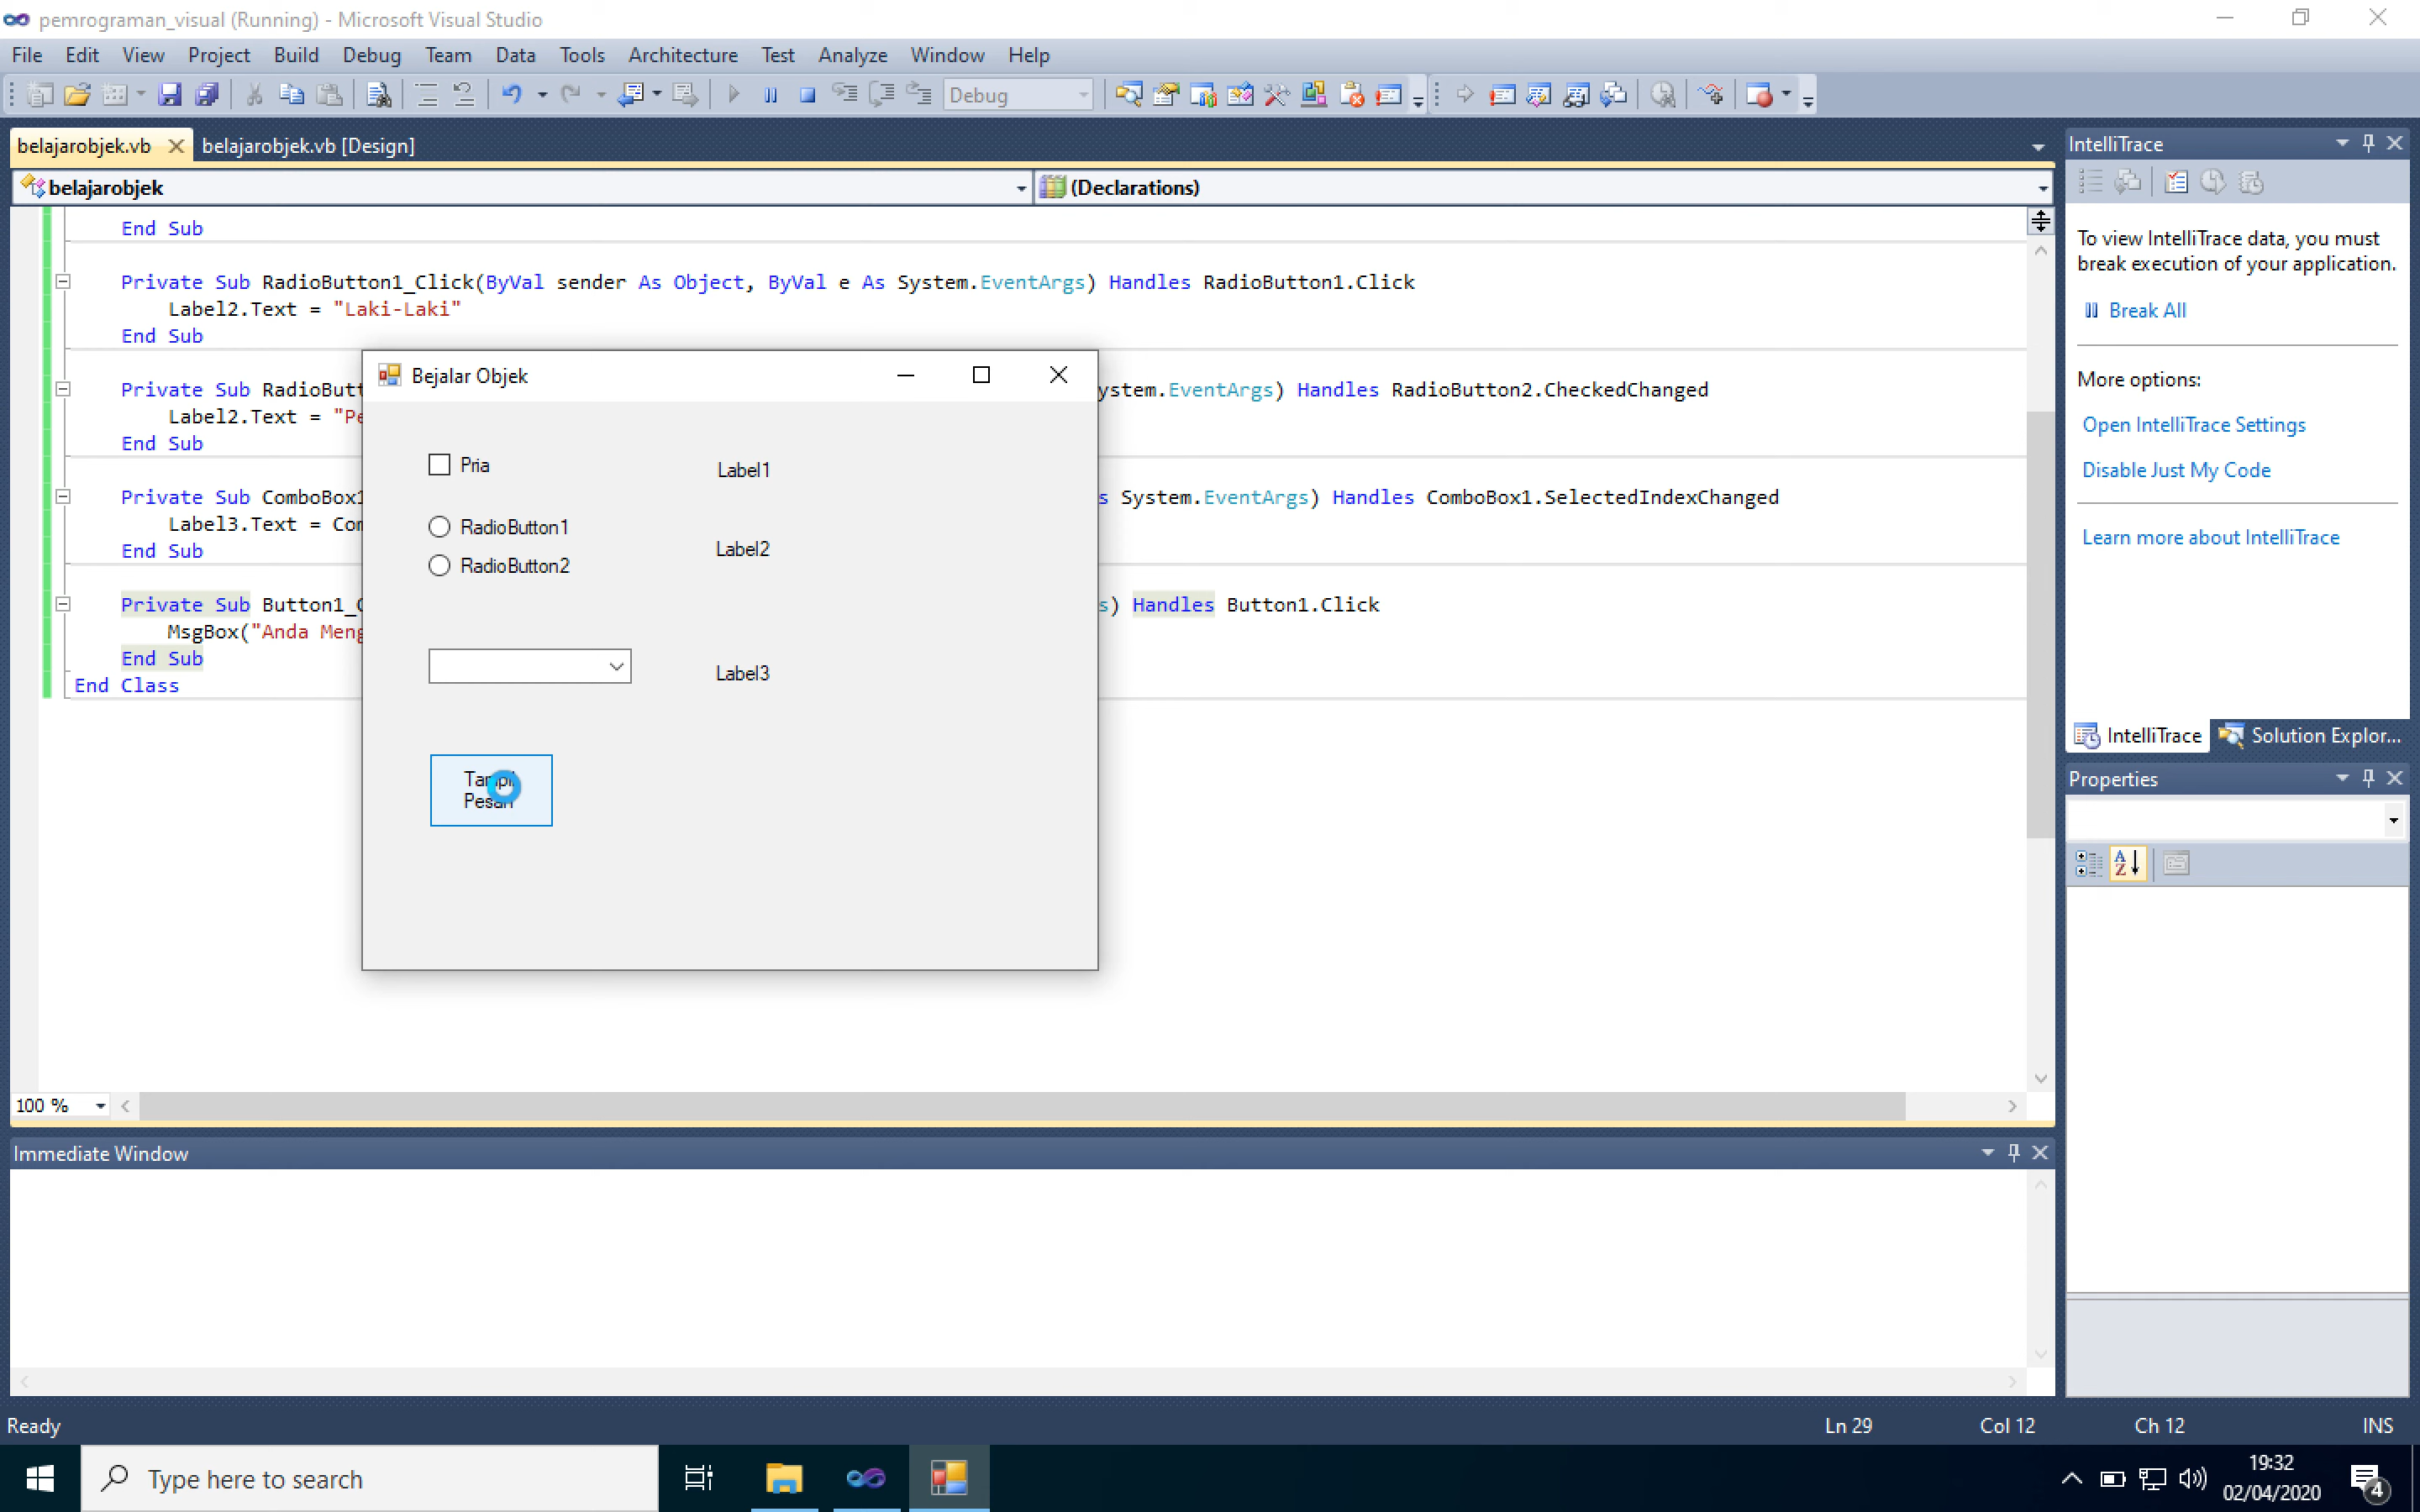 pemrograman_visual (Running) - Microsoft Visual Studio
File Edit View Project Build Debug Team Data Tools Architecture Test Analyze Window Help
Debug
belajarobjek.vb belajarobjek.vb [Design]
belajarobjek (Declarations)
End Sub
Private Sub RadioButton1_Click(ByVal sender As Object, ByVal e As System.EventArgs) Handles RadioButton1.Click
Label2.Text = "Laki-Laki"
End Sub
Private Sub RadioButt ystem.EventArgs) Handles RadioButton2.CheckedChanged
Label2.Text = "Pe
End Sub
Private Sub ComboBox1 s System.EventArgs) Handles ComboBox1.SelectedIndexChanged
Label3.Text = Com
End Sub
Private Sub Button1_C s) Handles Button1.Click
MsgBox("Anda Meng
End Sub
End Class
Bejalar Objek
Pria Label1
RadioButton1
RadioButton2
Label2
Label3
Tampil
Pesan
100 %
Immediate Window
IntelliTrace
To view IntelliTrace data, you must
break execution of your application.
Break All
More options:
Open IntelliTrace Settings
Disable Just My Code
Learn more about IntelliTrace
IntelliTrace Solution Explor...
Properties
Ready Ln 29 Col 12 Ch 12 INS
Type here to search
19:32
02/04/2020
4